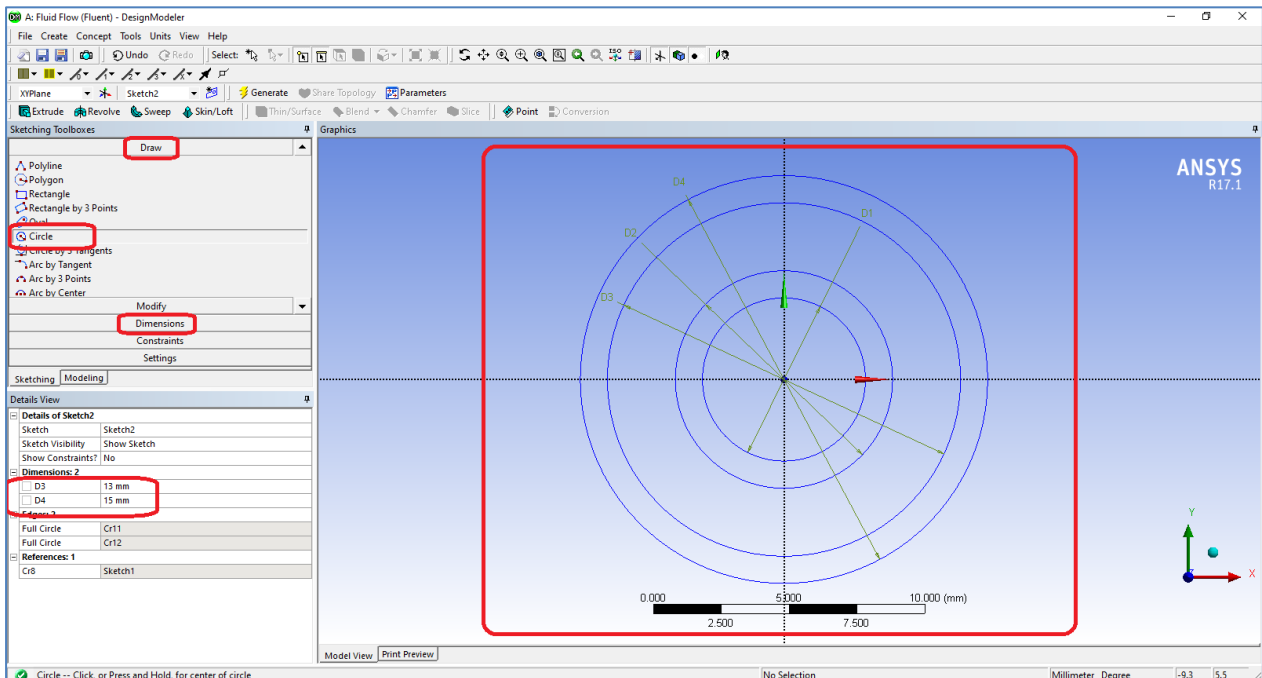 A: Fluid Flow (Fluent) - DesignModeler
File Create Concept Tools Units View Help
Undo Redo Select:
XYPlane Sketch2 Generate Share Topology Parameters
Extrude Revolve Sweep Skin/Loft Thin/Surface Blend Chamfer Slice Point Conversion
Sketching Toolboxes
Draw
Polyline
Polygon
Rectangle
Rectangle by 3 Points
Oval
Circle
Circle by 3 Tangents
Arc by Tangent
Arc by 3 Points
Arc by Center
Modify
Dimensions
Constraints
Settings
Sketching Modeling
Details View
Details of Sketch2
Sketch Sketch2
Sketch Visibility Show Sketch
Show Constraints? No
Dimensions: 2
D3 13 mm
D4 15 mm
Edges: 2
Full Circle Cr11
Full Circle Cr12
References: 1
Cr8 Sketch1
Graphics
ANSYS
R17.1
D4
D1
D2
D3
0.000 5.000 10.000 (mm)
2.500 7.500
Y
X
Model View Print Preview
Circle -- Click, or Press and Hold, for center of circle No Selection Millimeter Degree -9.3 5.5